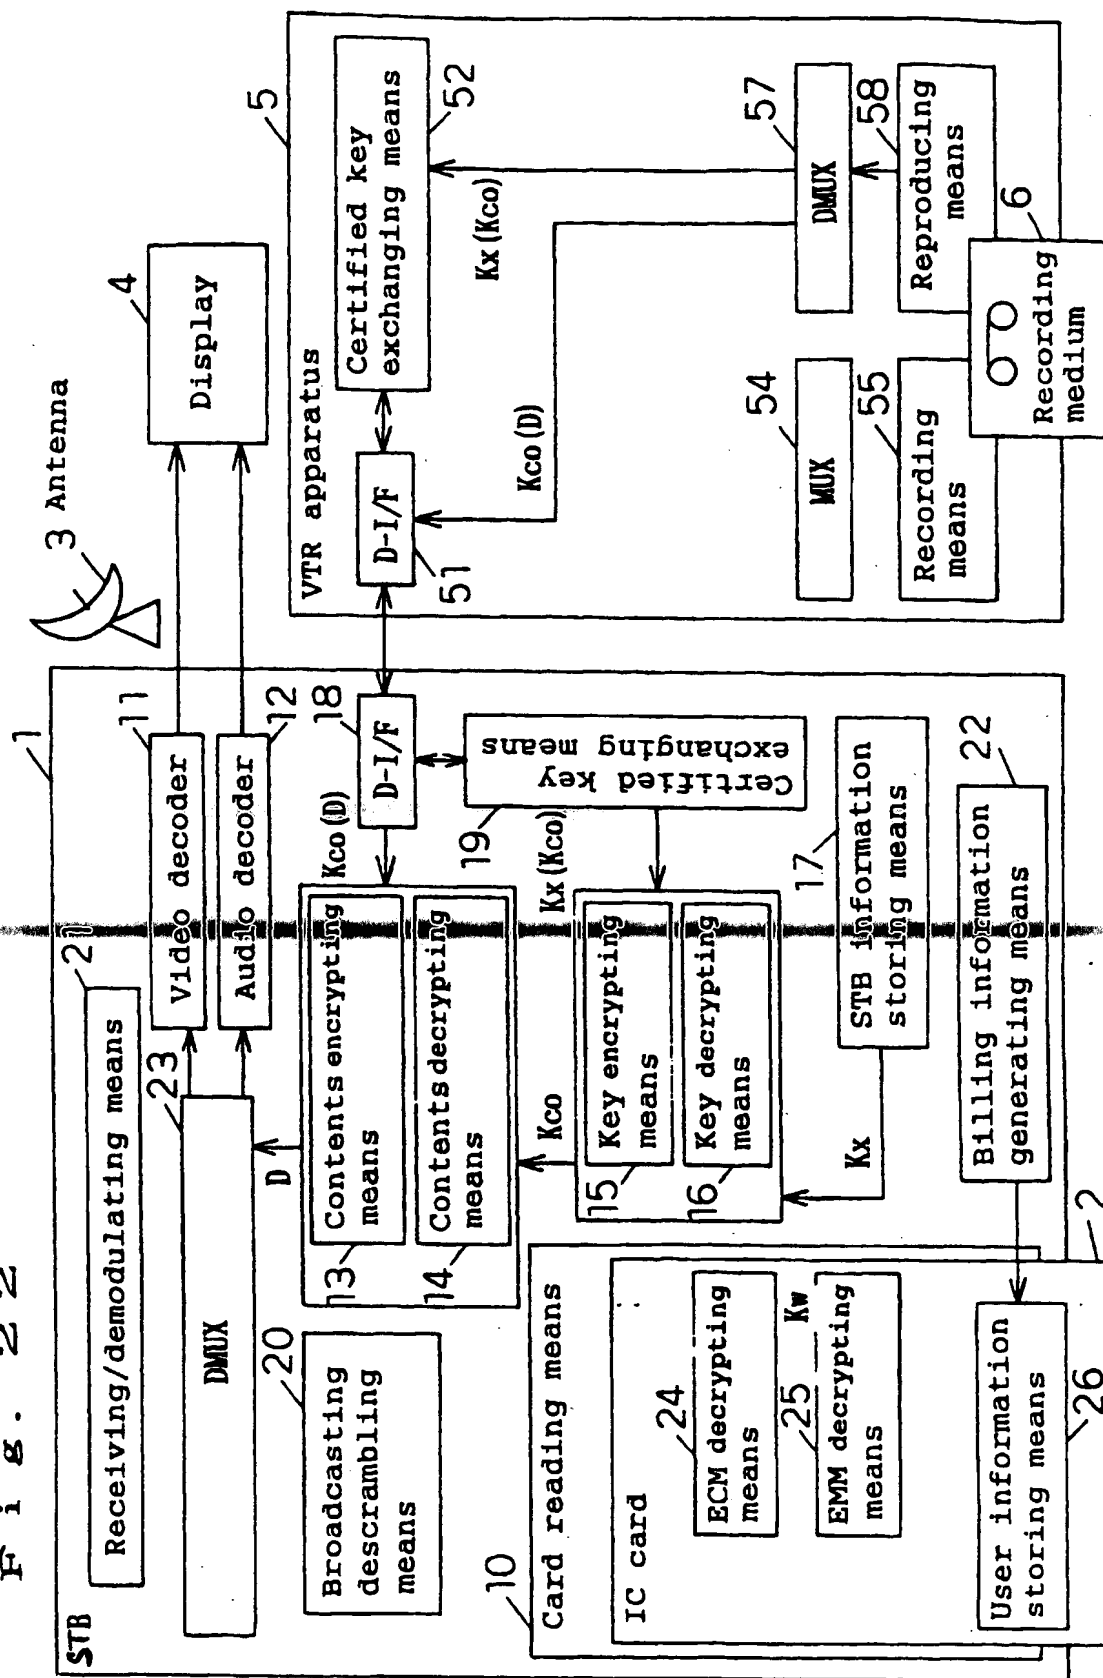 Fig. 22
STB
1
Receiving/demodulating means
21
DMUX
23
Video decoder
11
Audio decoder
12
3 Antenna
4
Display
Broadcasting
descrambling
means
20
D
Contents encrypting
means
13
Contents decrypting
means
14
Kco(D)
D-I/F
18
Certified key
exchanging means
19
Kx(Kco)
Kco
Key encrypting
means
15
Key decrypting
means
16
Kx
STB information
storing means
17
Billing information
generating means
22
10
Card reading means
IC card
2
24
ECM decrypting
means
25
Kw
EMM decrypting
means
User information
storing means
26
5
VTR apparatus
D-I/F
51
Certified key
exchanging means
52
Kx(Kco)
Kco(D)
MUX
54
DMUX
57
Recording
means
55
Reproducing
means
58
Recording
medium
6